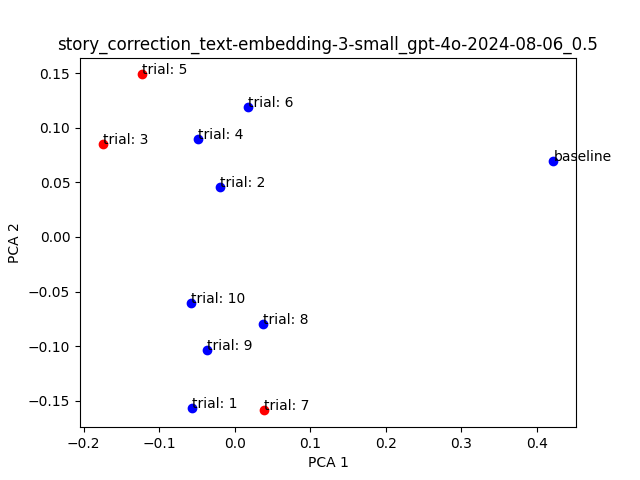 story_correction_text-embedding-3-small_gpt-4o-2024-08-06_0.5
0.15
0.10
0.05
0.00
−0.05
−0.10
−0.15
PCA 2
trial: 5
trial: 6
trial: 4
trial: 3
baseline
trial: 2
trial: 10
trial: 8
trial: 9
trial: 1
trial: 7
−0.2
−0.1
0.0
0.1
0.2
0.3
0.4
PCA 1